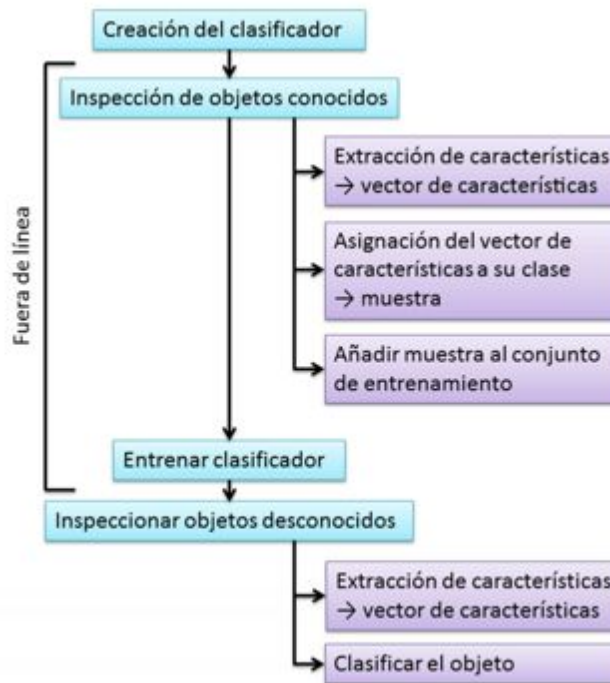 Creación del clasificador
Inspección de objetos conocidos
Extracción de características
→ vector de características
Asignación del vector de
características a su clase
→ muestra
Añadir muestra al conjunto
de entrenamiento
Fuera de línea
Entrenar clasificador
Inspeccionar objetos desconocidos
Extracción de características
→ vector de características
Clasificar el objeto